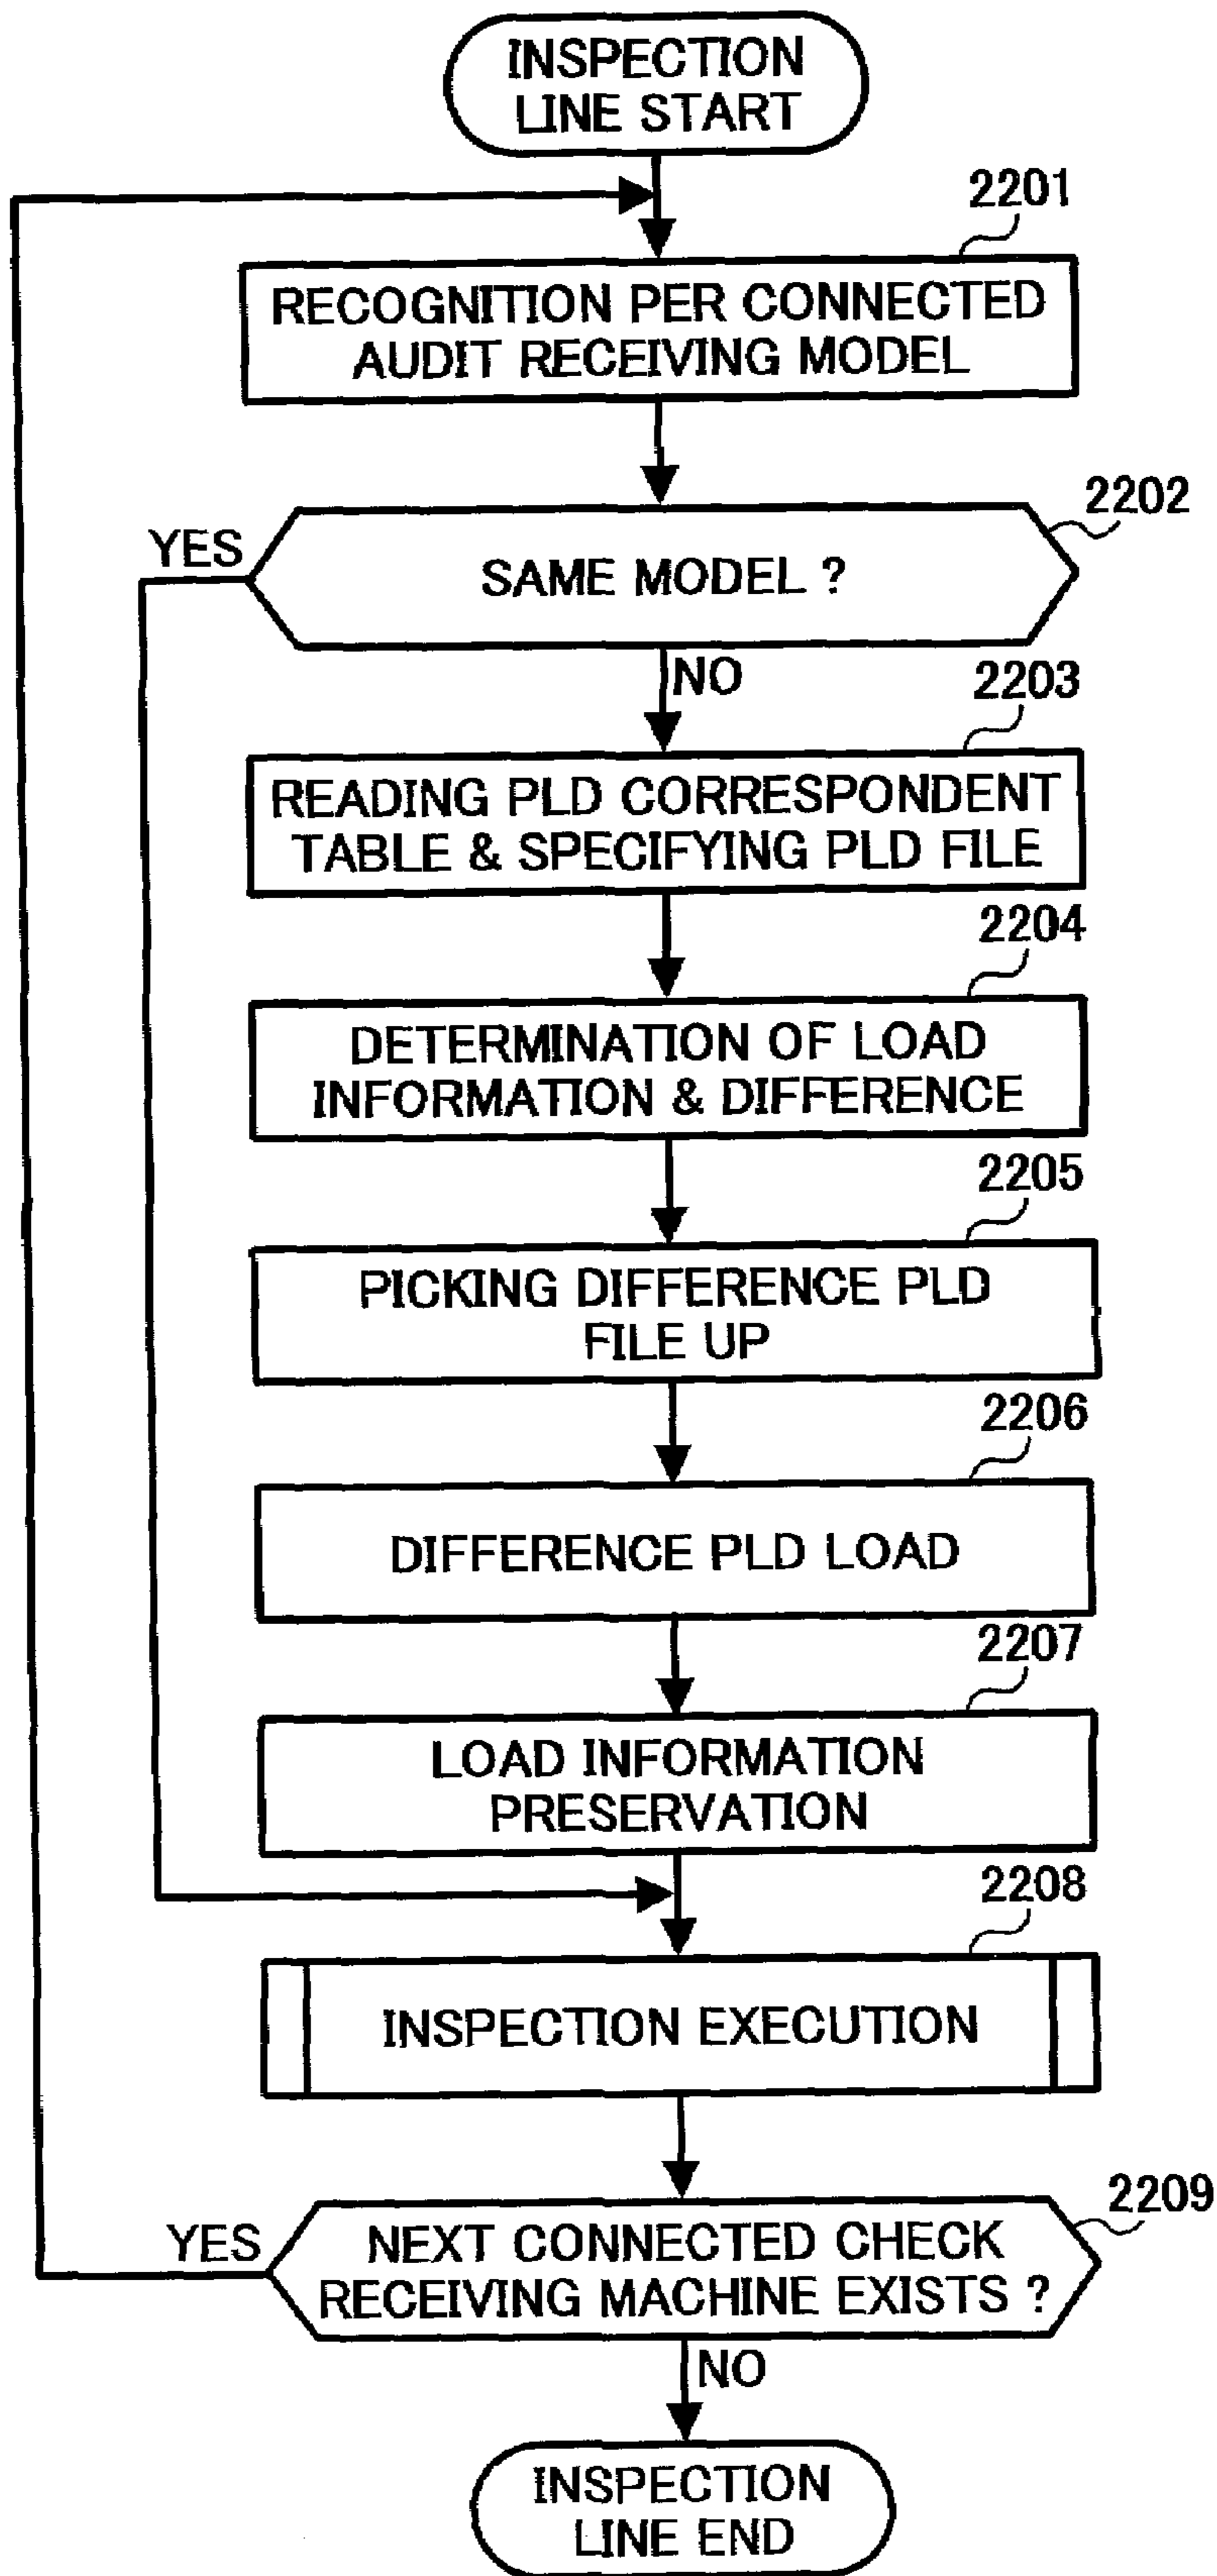 INSPECTION
LINE START
2201
RECOGNITION PER CONNECTED
AUDIT RECEIVING MODEL
2202
YES
SAME MODEL ?
NO
2203
READING PLD CORRESPONDENT
TABLE & SPECIFYING PLD FILE
2204
DETERMINATION OF LOAD
INFORMATION & DIFFERENCE
2205
PICKING DIFFERENCE PLD
FILE UP
2206
DIFFERENCE PLD LOAD
2207
LOAD INFORMATION
PRESERVATION
2208
INSPECTION EXECUTION
2209
YES
NEXT CONNECTED CHECK
RECEIVING MACHINE EXISTS ?
NO
INSPECTION
LINE END